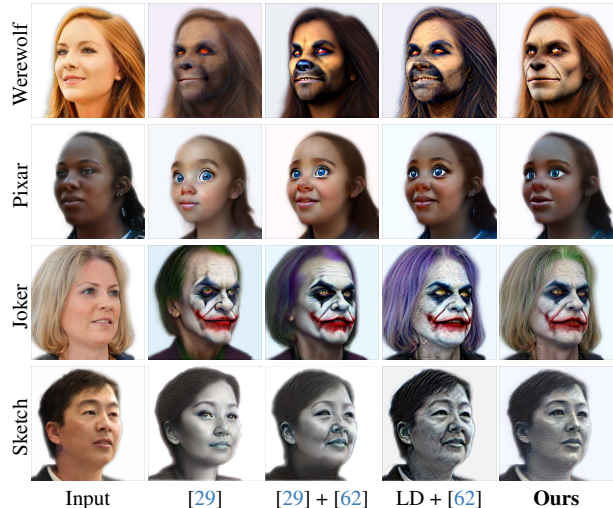 Werewolf
Pixar
Joker
Sketch
Input [29] [29] + [62] LD + [62] Ours